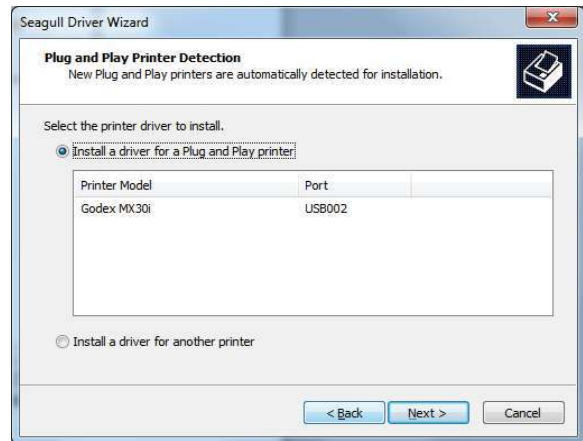 Seagull Driver Wizard
Plug and Play Printer Detection
New Plug and Play printers are automatically detected for installation.
Select the printer driver to install.
Install a driver for a Plug and Play printer
Printer Model Port
Godex MX30i USB002
Install a driver for another printer
< Back Next > Cancel